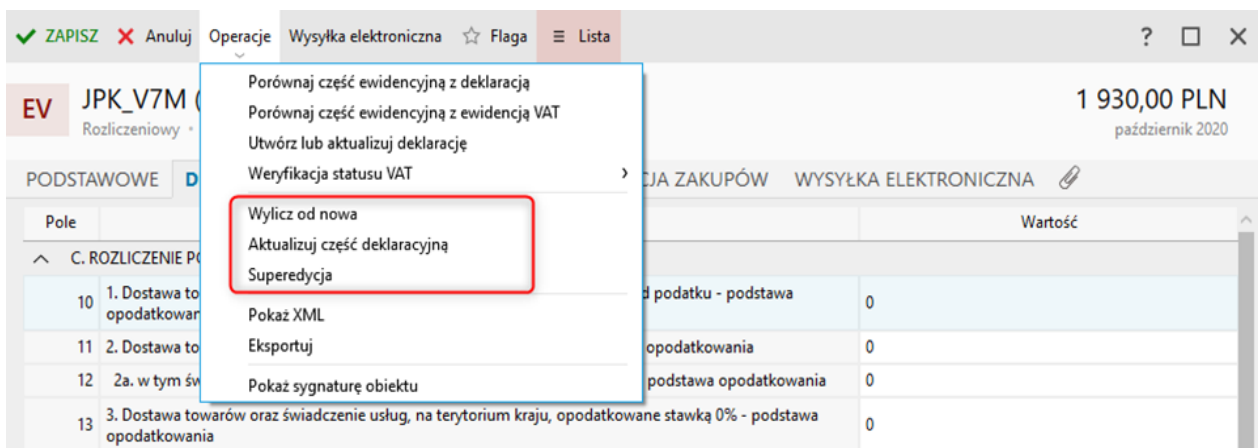 ZAPISZ Anuluj Operacje Wysyłka elektroniczna Flaga Lista ?
EV JPK_V7M ( 1 930,00 PLN
Rozliczeniowy październik 2020
Porównaj część ewidencyjną z deklaracją
Porównaj część ewidencyjną z ewidencją VAT
Utwórz lub aktualizuj deklarację
Weryfikacja statusu VAT
Wylicz od nowa
Aktualizuj część deklaracyjną
Superedycja
Pokaż XML
Eksportuj
Pokaż sygnaturę obiektu
PODSTAWOWE D CJA ZAKUPÓW WYSYŁKA ELEKTRONICZNA
Pole Wartość
C. ROZLICZENIE
10 1. Dostawa to d podatku - podstawa 0
opodatkowan
11 2. Dostawa to opodatkowania 0
12 2a. w tym św podstawa opodatkowania 0
13 3. Dostawa towarów oraz świadczenie usług, na terytorium kraju, opodatkowane stawką 0% - podstawa 0
opodatkowania